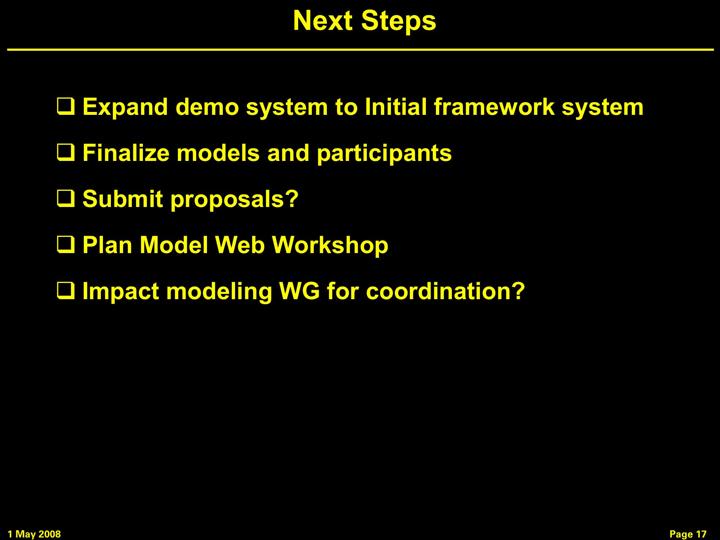 Next Steps
❑ Expand demo system to Initial framework system
❑ Finalize models and participants
❑ Submit proposals?
❑ Plan Model Web Workshop
❑ Impact modeling WG for coordination?
1 May 2008
Page 17